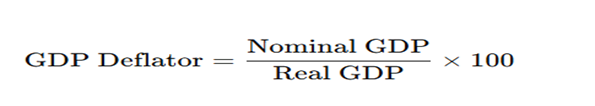 GDP Deflator = Nominal GDP / Real GDP × 100